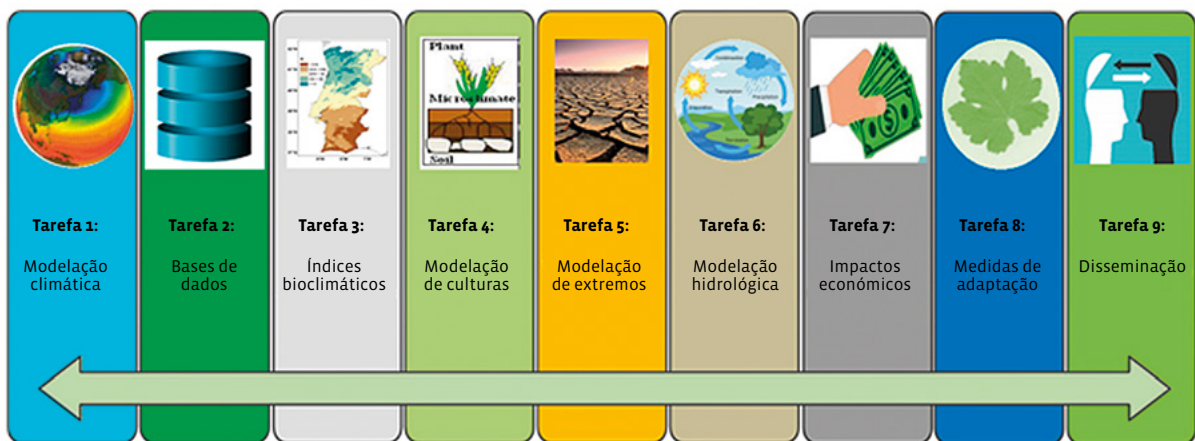 Plant
Microclimate
Soil
Tarefa 1:
Modelação
climática
Tarefa 2:
Bases de
dados
Tarefa 3:
Índices
bioclimáticos
Tarefa 4:
Modelação
de culturas
Tarefa 5:
Modelação
de extremos
Tarefa 6:
Modelação
hidrológica
Tarefa 7:
Impactos
económicos
Tarefa 8:
Medidas de
adaptação
Tarefa 9:
Disseminação